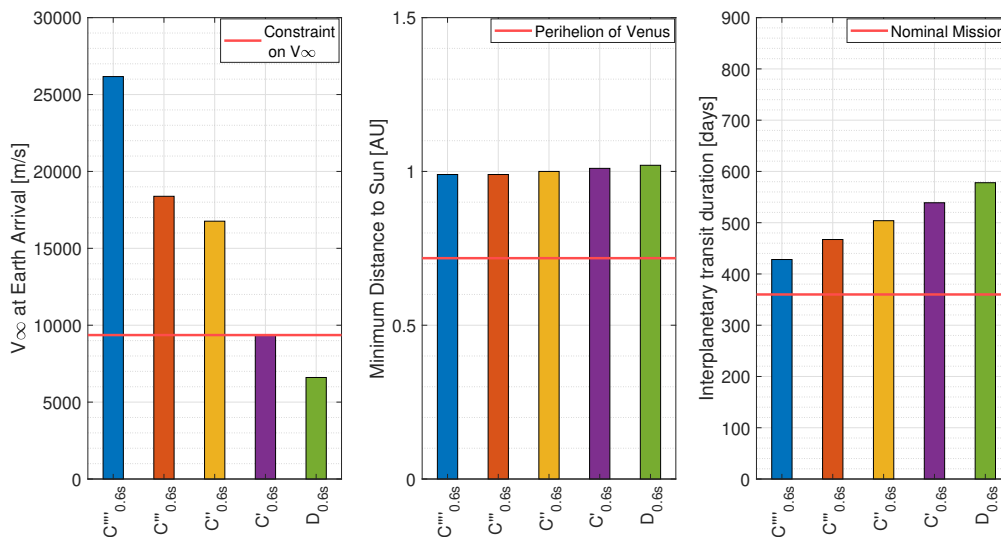 V∞ at Earth Arrival [m/s]
30000
25000
20000
15000
10000
5000
0
Constraint
on V∞
C''''0.6s
C'''0.6s
C''0.6s
C'0.6s
D0.6s
Minimum Distance to Sun [AU]
1.5
1
0.5
0
Perihelion of Venus
C''''0.6s
C'''0.6s
C''0.6s
C'0.6s
D0.6s
Interplanetary transit duration [days]
900
800
700
600
500
400
300
200
100
0
Nominal Mission
C''''0.6s
C'''0.6s
C''0.6s
C'0.6s
D0.6s